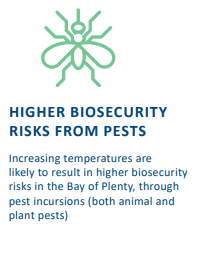 HIGHER BIOSECURITY
RISKS FROM PESTS
Increasing temperatures are
likely to result in higher biosecurity
risks in the Bay of Plenty, through
pest incursions (both animal and
plant pests)